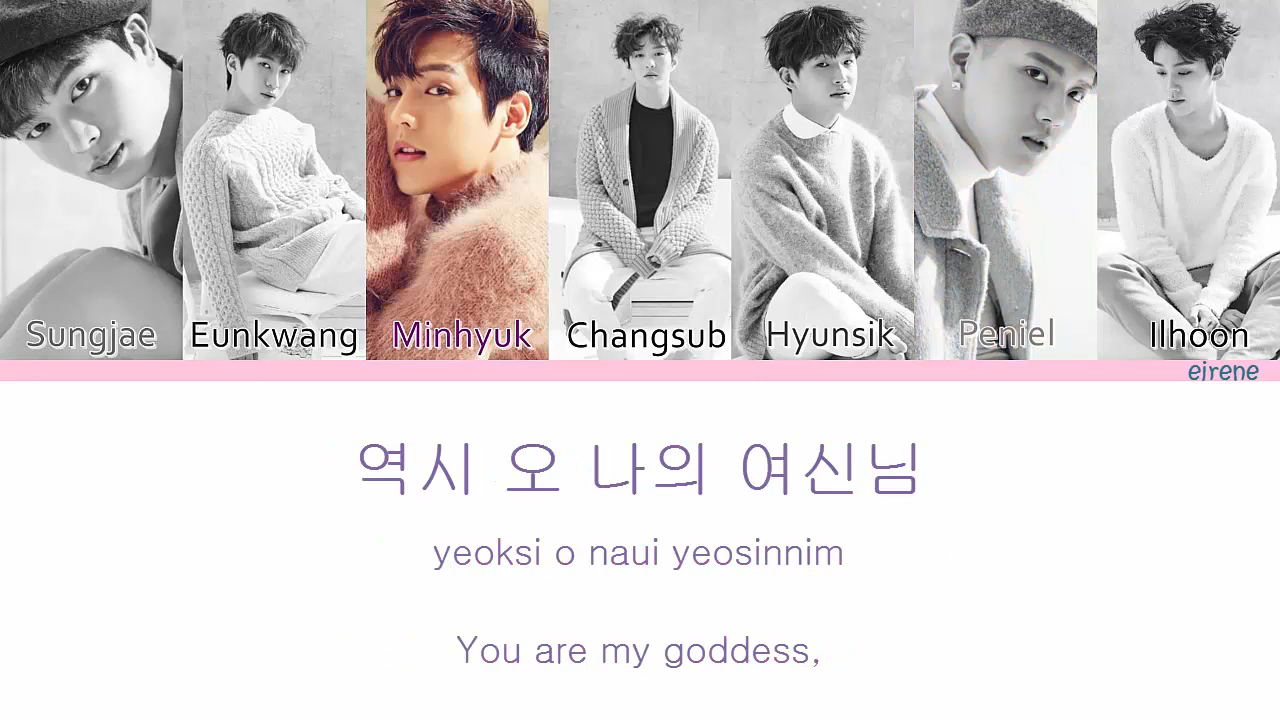 Sungjae Eunkwang Minhyuk Changsub Hyunsik Peniel Ilhoon
eirene
역시 오 나의 여신님
yeoksi o naui yeosinnim
You are my goddess,